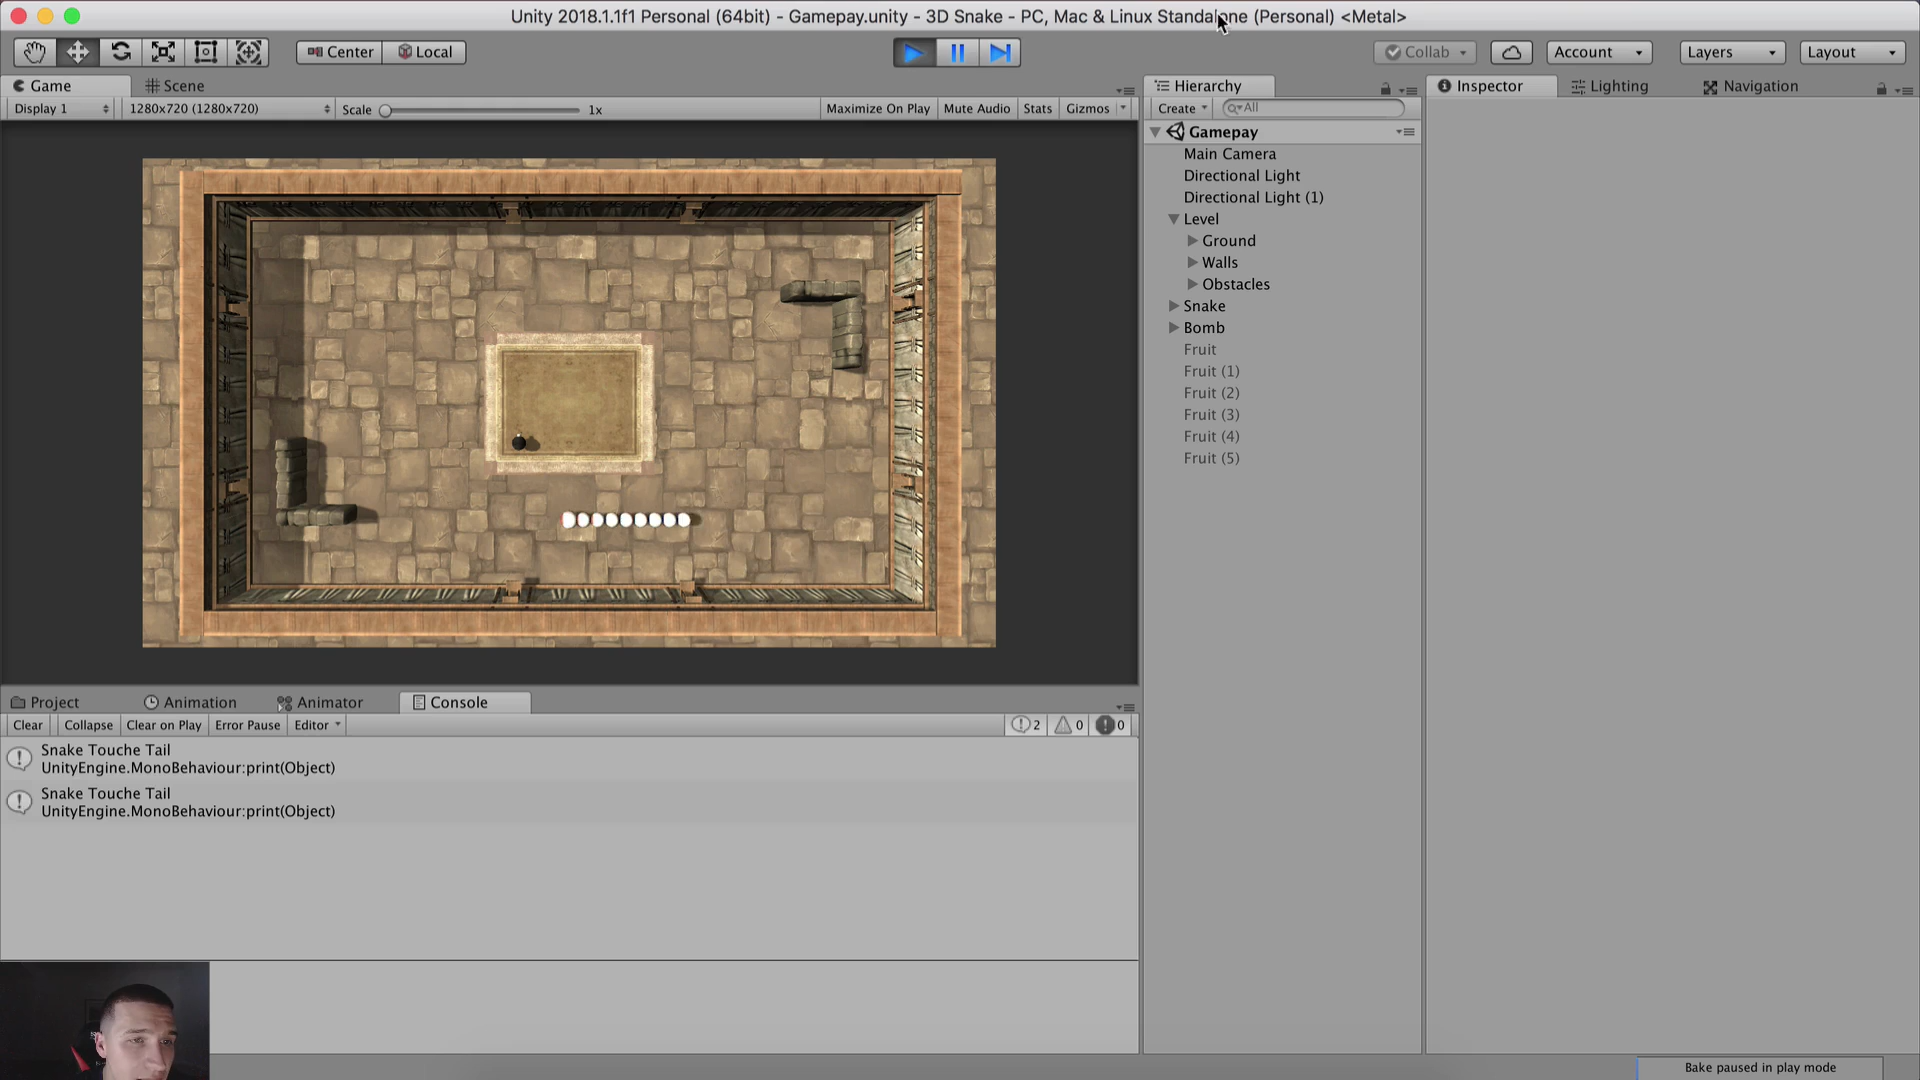 Unity 2018.1.1f1 Personal (64bit) - Gamepay.unity - 3D Snake - PC, Mac & Linux Standalone (Personal) <Metal>
Center Local Collab Account Layers Layout
Game Scene
Display 1 1280x720 (1280x720) Scale 1x Maximize On Play Mute Audio Stats Gizmos
Hierarchy
Create All
Gamepay
Main Camera
Directional Light
Directional Light (1)
Level
Ground
Walls
Obstacles
Snake
Bomb
Fruit
Fruit (1)
Fruit (2)
Fruit (3)
Fruit (4)
Fruit (5)
Inspector Lighting Navigation
Project Animation Animator Console
Clear Collapse Clear on Play Error Pause Editor 2 0 0
Snake Touche Tail
UnityEngine.MonoBehaviour:print(Object)
Snake Touche Tail
UnityEngine.MonoBehaviour:print(Object)
Bake paused in play mode